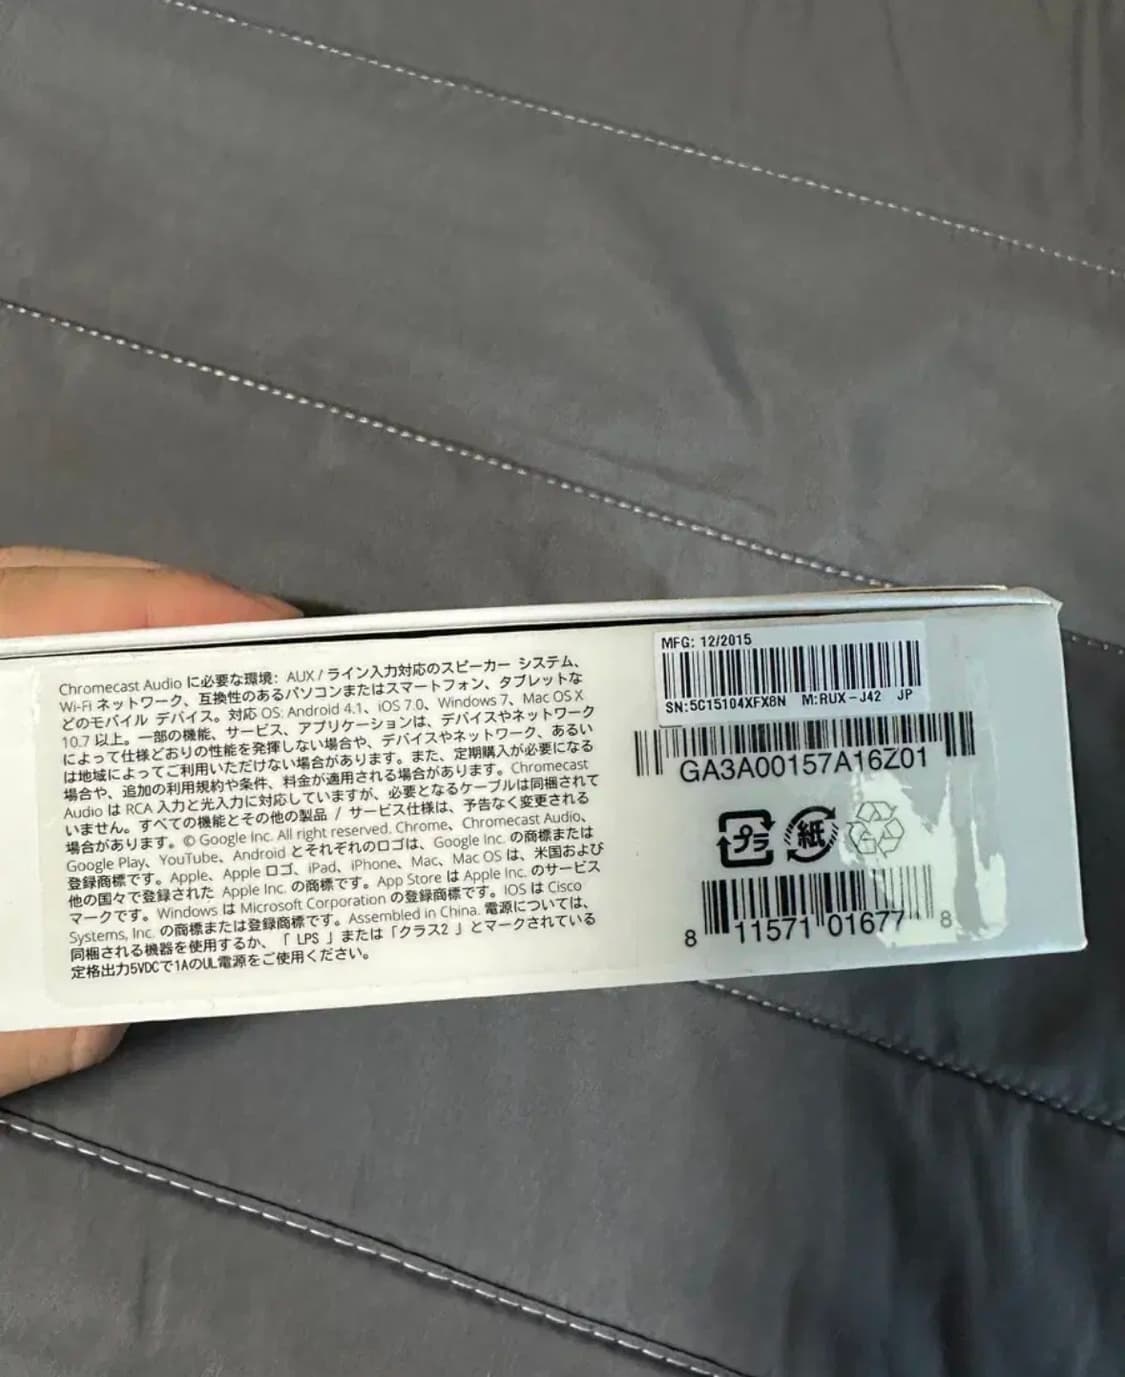 Chromecast Audio に必要な環境: AUX / ライン入力対応のスピーカー システム、
Wi-Fi ネットワーク、互換性のあるパソコンまたはスマートフォン、タブレットな
どのモバイル デバイス。対応 OS: Android 4.1、iOS 7.0、Windows 7、Mac OS X
10.7 以上。一部の機能、サービス、アプリケーションは、デバイスやネットワーク
によって仕様どおりの性能を発揮しない場合や、デバイスやネットワーク、あるい
は地域によってご利用いただけない場合があります。また、定期購入が必要になる
場合や、追加の利用規約や条件、料金が適用される場合があります。Chromecast
Audio は RCA 入力と光入力に対応していますが、必要となるケーブルは同梱されて
いません。すべての機能とその他の製品 / サービス仕様は、予告なく変更される
場合があります。© Google Inc. All right reserved. Chrome、Chromecast Audio、
Google Play、YouTube、Android とそれぞれのロゴは、Google Inc. の商標または
登録商標です。Apple、Apple ロゴ、iPad、iPhone、Mac、Mac OS は、米国および
他の国々で登録された Apple Inc. の商標です。App Store は Apple Inc. のサービス
マークです。Windows は Microsoft Corporation の登録商標です。IOS は Cisco
Systems, Inc. の商標または登録商標です。Assembled in China. 電源については、
同梱される機器を使用するか、「 LPS 」または「クラス2 」とマークされている
定格出力5VDCで1AのUL電源をご使用ください。
MFG: 12/2015
SN:5C15104XFX8N M:RUX-J42 JP
GA3A00157A16Z01
プラ 紙
8 11571 01677 8